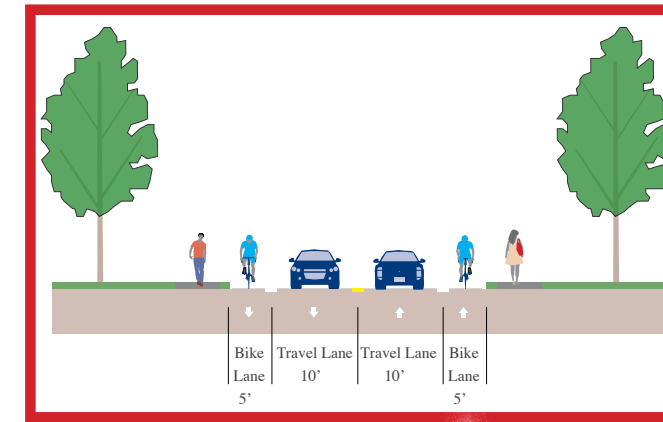 Bike Travel Lane Travel Lane Bike
Lane 10’ 10’ Lane
5’ 5’